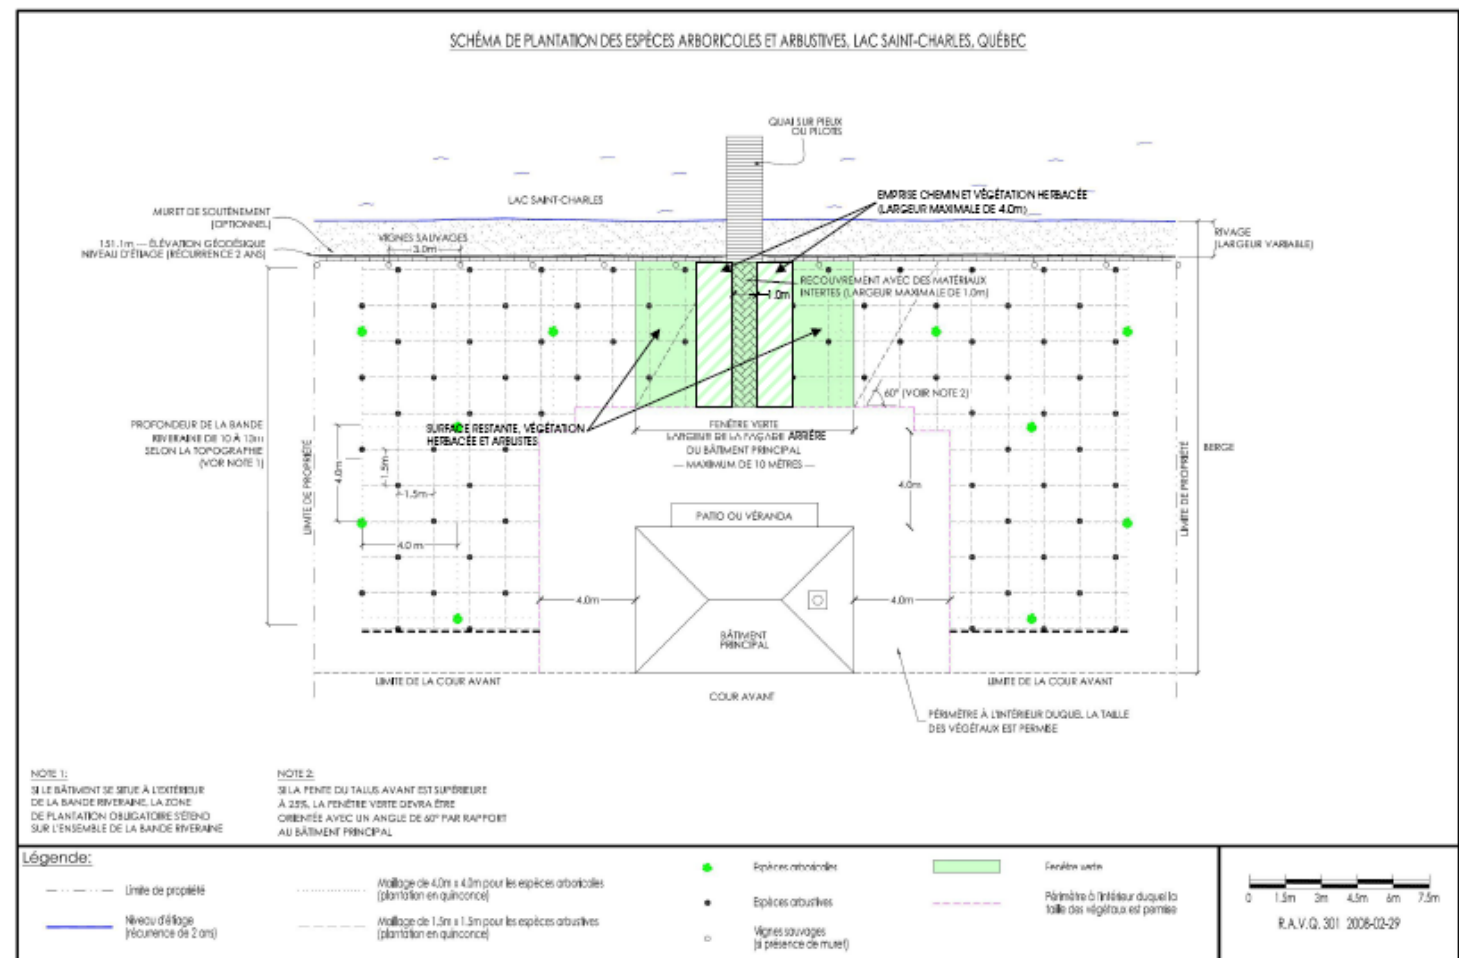 SCHÉMA DE PLANTATION DES ESPÈCES ARBORICOLES ET ARBUSTIVES, LAC SAINT-CHARLES, QUÉBEC
QUAI SUR PIEUX
OU PILOTIS
LAC SAINT-CHARLES
EMPRISE CHEMIN ET VÉGÉTATION HERBACÉE
(LARGEUR MAXIMALE DE 4.0m)
MURET DE SOUTÈNEMENT
(OPTIONNEL)
RIVAGE
(LARGEUR VARIABLE)
VIGNES SAUVAGES
3.0m
151.1m — ÉLÉVATION GÉODÉSIQUE
NIVEAU D'ÉTIAGE (RÉCURRENCE 2 ANS)
RECOUVREMENT AVEC DES MATÉRIAUX
INTERTES (LARGEUR MAXIMALE DE 1.0m)
1.0m
60° (VOIR NOTE 2)
PROFONDEUR DE LA BANDE
RIVERAINE DE 10 À 13m
SELON LA TOPOGRAPHIE
(VOR NOTE 1)
SURFACE RESTANTE, VÉGÉTATION
HERBACÉE ET ARBUSTES
FENÊTRE VERTE
LARGEUR DE LA FAÇADE ARRIÈRE
DU BÂTIMENT PRINCIPAL
— MAXIMUM DE 10 MÈTRES —
BERGE
LIMITE DE PROPRIÉTÉ
4.0m
1.5m
1.5m
4.0m
4.0m
LIMITE DE PROPRIÉTÉ
PATIO OU VÉRANDA
4.0m
4.0m
BÂTIMENT
PRINCIPAL
LIMITE DE LA COUR AVANT
COUR AVANT
LIMITE DE LA COUR AVANT
PÉRIMÈTRE À L'INTÉRIEUR DUQUEL LA TAILLE
DES VÉGÉTAUX EST PERMISE
NOTE 1:
SI LE BÂTIMENT SE SITUE À L'EXTÉRIEUR
DE LA BANDE RIVERAINE, LA ZONE
DE PLANTATION OBLIGATOIRE S'ÉTEND
SUR L'ENSEMBLE DE LA BANDE RIVERAINE
NOTE 2:
SI LA PENTE DU TALUS AVANT EST SUPÉRIEURE
À 25%, LA FENÊTRE VERTE DEVRA ÊTRE
ORIENTÉE AVEC UN ANGLE DE 60° PAR RAPPORT
AU BÂTIMENT PRINCIPAL
Légende:
Limite de propriété
Niveau d'étiage
(récurrence de 2 ans)
Maillage de 4.0m x 4.0m pour les espèces arboricoles
(plantation en quinconce)
Maillage de 1.5m x 1.5m pour les espèces arbustives
(plantation en quinconce)
Espèces arboricoles
Espèces arbustives
Vignes sauvages
(si présence de muret)
Fenêtre verte
Périmètre à l'intérieur duquel la
taille des végétaux est permise
0 1.5m 3m 4.5m 6m 7.5m
R.A.V.Q. 301 2008-02-29